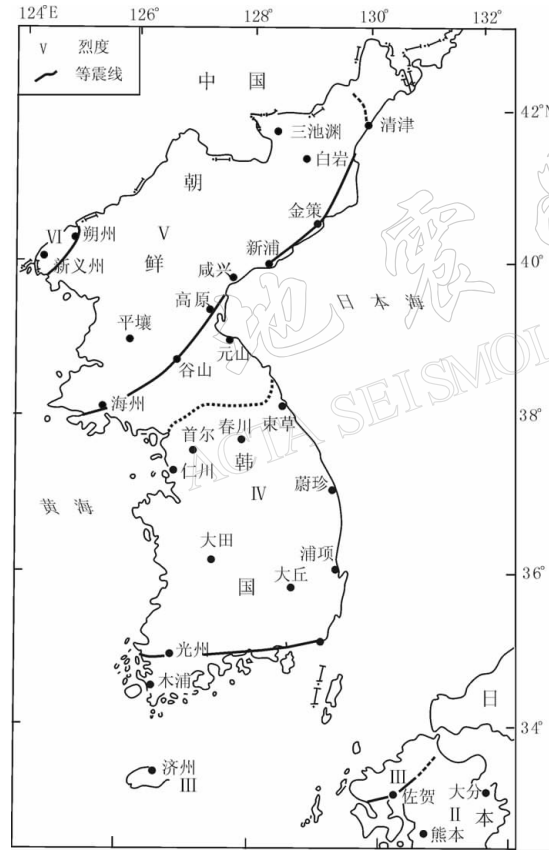 124°E 126° 128° 130° 132°
V 烈度
等震线
中国
42°N
清津
三池渊
白岩
朝
金策
Ⅵ 朔州
V
新浦
新义州
鲜
咸兴
40°
高原
日本海
地震
平壤
元山
谷山
海州
38°
束草
春川
首尔
韩
仁川
ACTA SEISMOL
Ⅳ
蔚珍
黄海
大田
浦项
大丘
36°
国
光州
木浦
34°
日
济州
Ⅲ
Ⅲ
佐贺
大分
Ⅱ
本
熊本